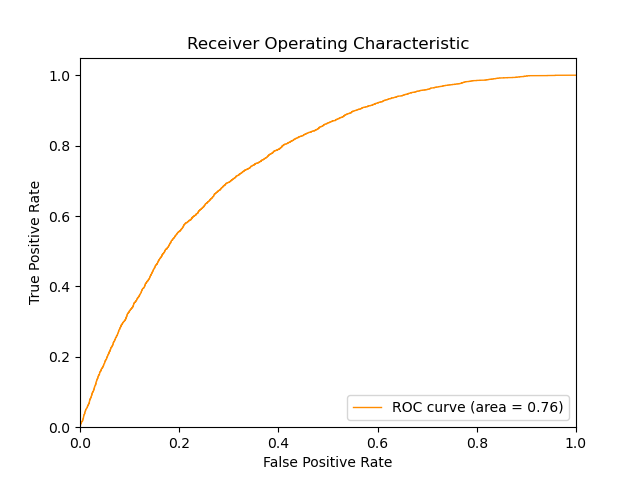 Receiver Operating Characteristic
1.0
0.8
0.6
0.4
0.2
0.0
True Positive Rate
ROC curve (area = 0.76)
0.0 0.2 0.4 0.6 0.8 1.0
False Positive Rate